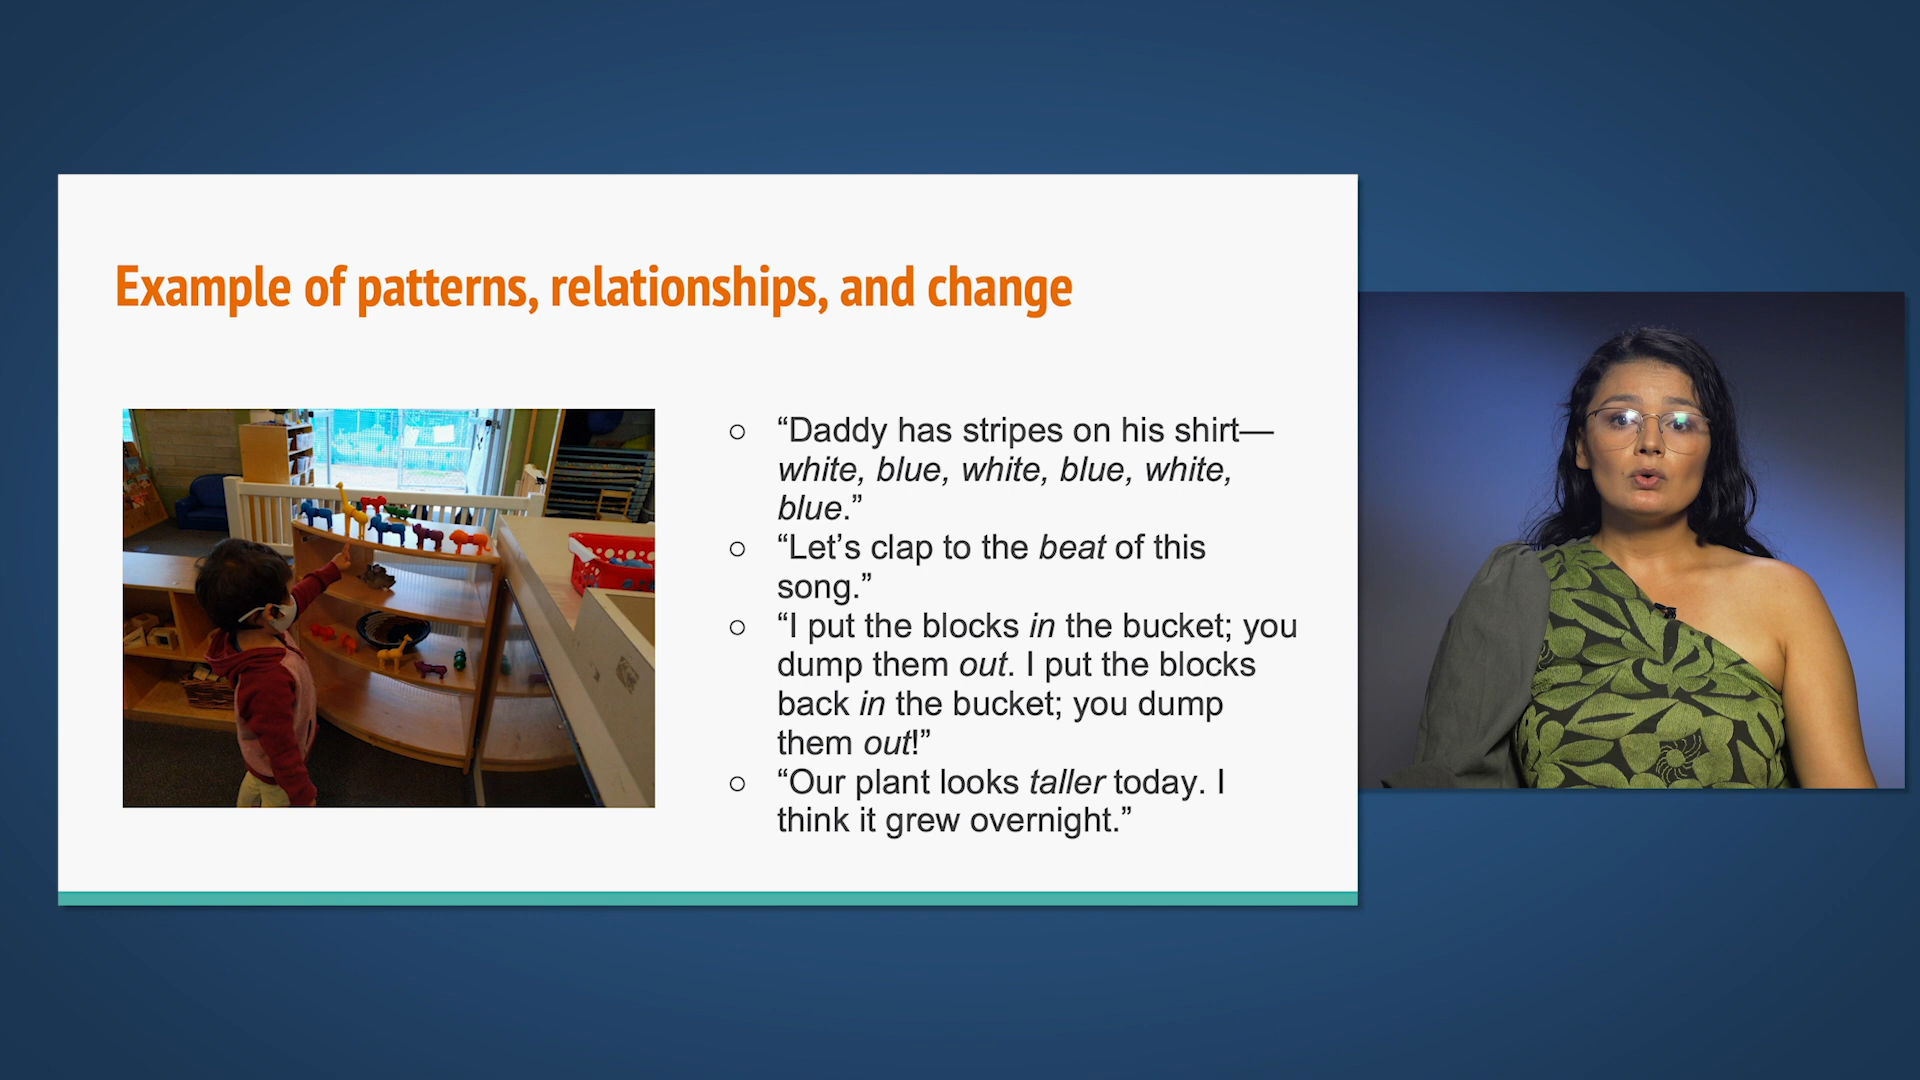 Example of patterns, relationships, and change
○ “Daddy has stripes on his shirt—
white, blue, white, blue, white,
blue.”
○ “Let’s clap to the beat of this
song.”
○ “I put the blocks in the bucket; you
dump them out. I put the blocks
back in the bucket; you dump
them out!”
○ “Our plant looks taller today. I
think it grew overnight.”